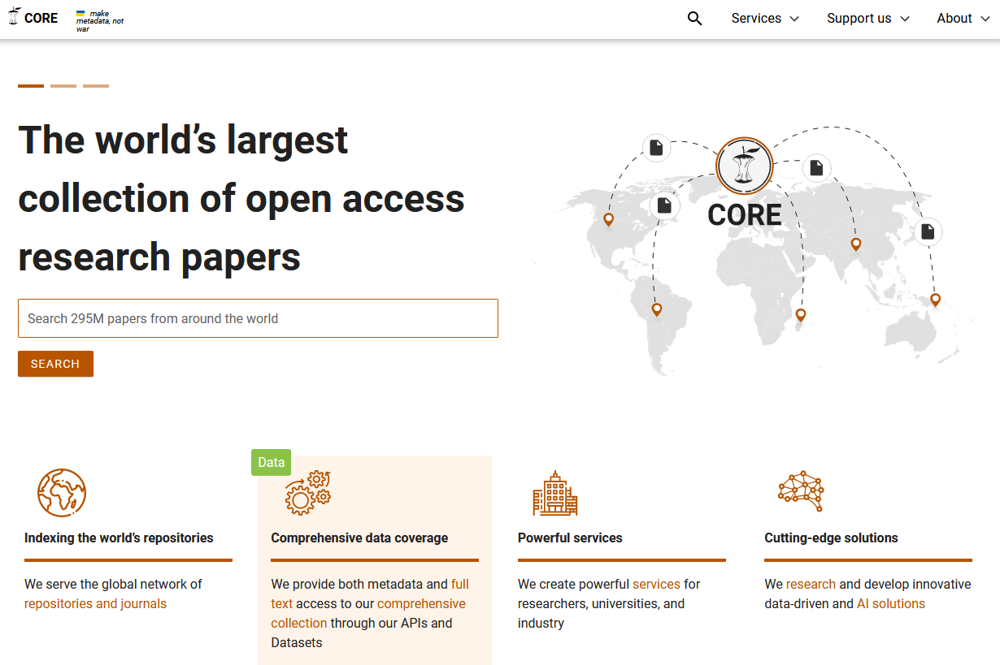 CORE
make
metadata, not
war
Services
Support us
About
The world’s largest
collection of open access
research papers
Search 295M papers from around the world
SEARCH
CORE
Indexing the world’s repositories
We serve the global network of
repositories and journals
Data
Comprehensive data coverage
We provide both metadata and full
text access to our comprehensive
collection through our APIs and
Datasets
Powerful services
We create powerful services for
researchers, universities, and
industry
Cutting-edge solutions
We research and develop innovative
data-driven and AI solutions